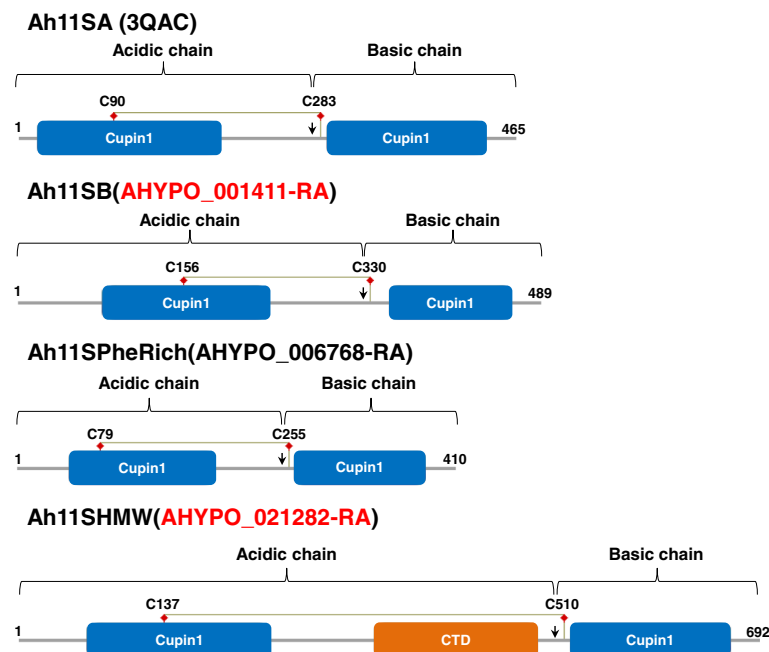 Ah11SA (3QAC)
Acidic chain Basic chain
C90 C283
1 Cupin1 Cupin1 465
Ah11SB(AHYPO_001411-RA)
Acidic chain Basic chain
C156 C330
1 Cupin1 Cupin1 489
Ah11SPheRich(AHYPO_006768-RA)
Acidic chain Basic chain
C79 C255
1 Cupin1 Cupin1 410
Ah11SHMW(AHYPO_021282-RA)
Acidic chain Basic chain
C137 C510
1 Cupin1 CTD Cupin1 692